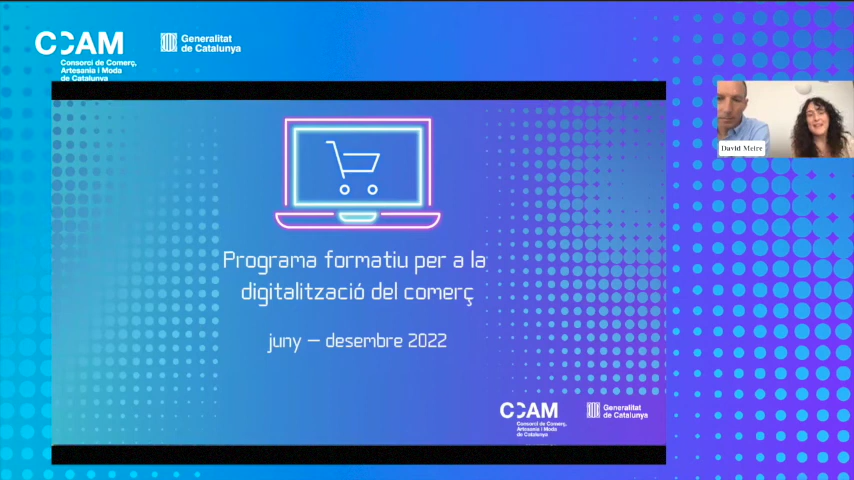 CCAM
Consorci de Comerç,
Artesania i Moda
de Catalunya
Generalitat
de Catalunya
David Meire
Programa formatiu per a la
digitalització del comerç
juny – desembre 2022
CCAM
Consorci de Comerç,
Artesania i Moda
de Catalunya
Generalitat
de Catalunya